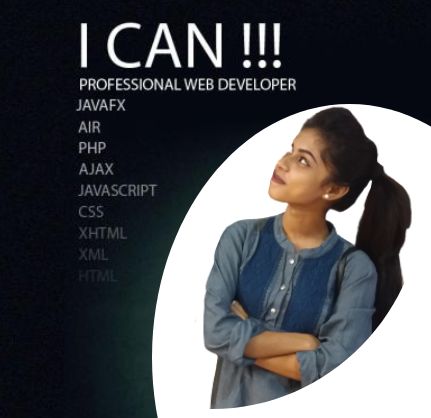 I CAN !!!
PROFESSIONAL WEB DEVELOPER
JAVAFX
AIR
PHP
AJAX
JAVASCRIPT
CSS
XHTML
XML
HTML